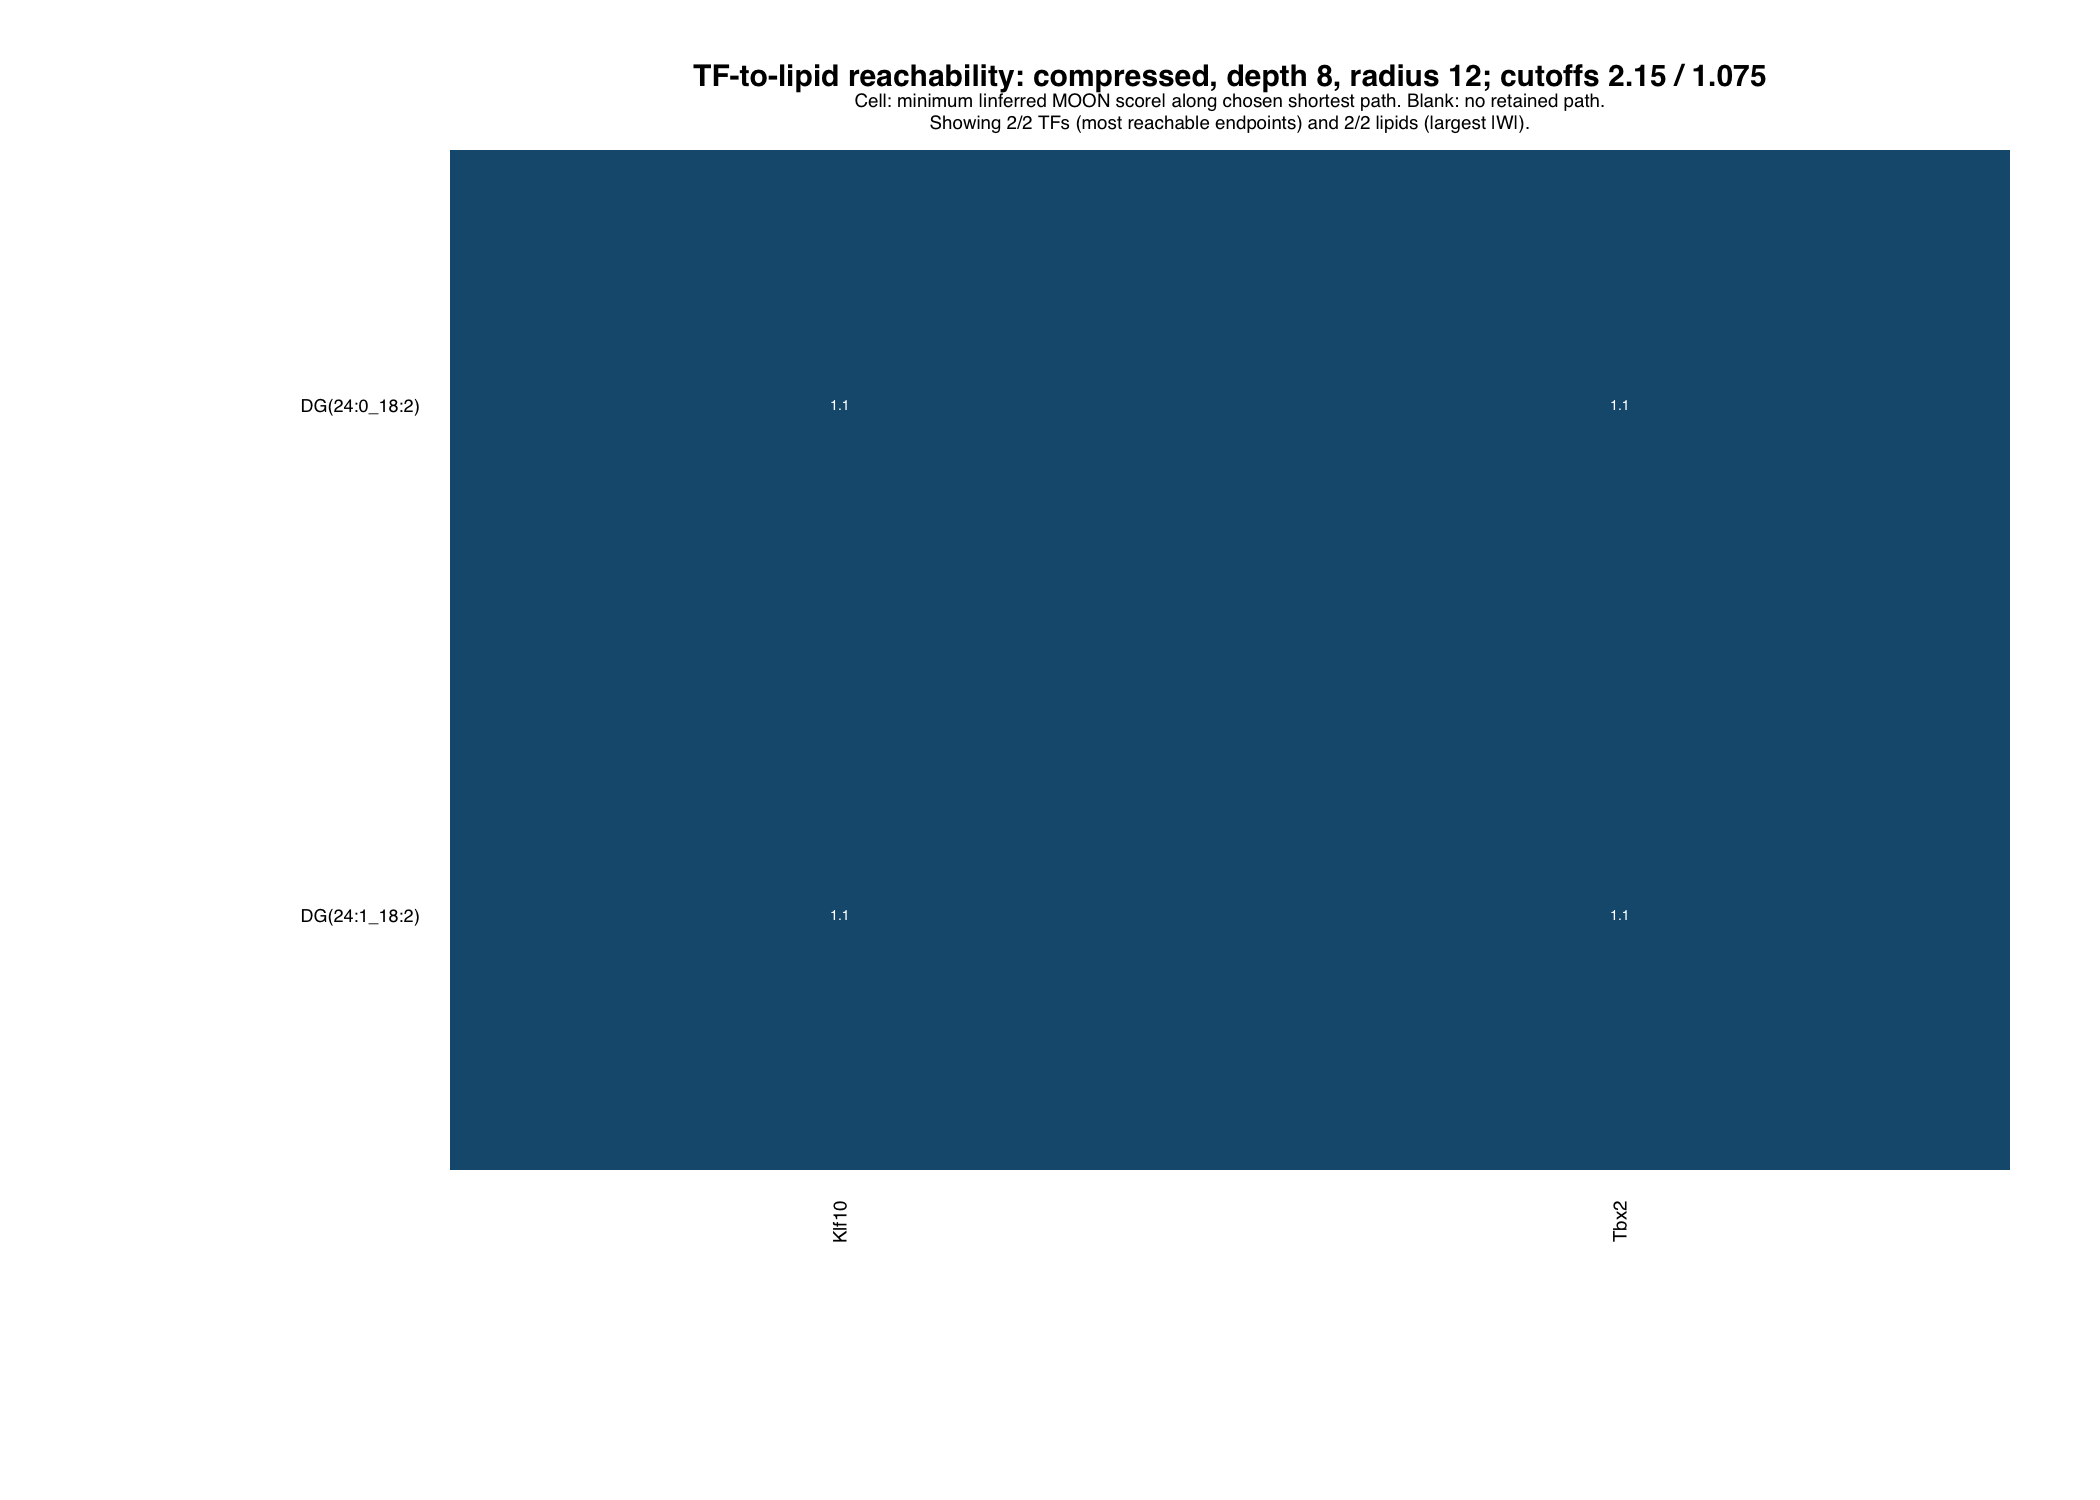 TF-to-lipid reachability: compressed, depth 8, radius 12; cutoffs 2.15 / 1.075
Cell: minimum |inferred MOON score| along chosen shortest path. Blank: no retained path.
Showing 2/2 TFs (most reachable endpoints) and 2/2 lipids (largest |W|).
DG(24:0_18:2)
1.1
1.1
DG(24:1_18:2)
1.1
1.1
Klf10
Tbx2